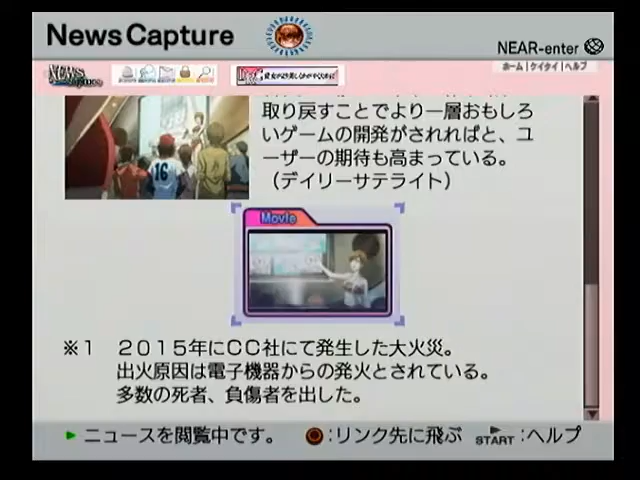 News Capture
NEAR-enter
NEWS
ホーム|ケイタイ|ヘルプ
取り戻すことでより一層おもしろ
いゲームの開発がされればと、ユ
ーザーの期待も高まっている。
（デイリーサテライト）
16
Movie
※１　２０１５年にＣＣ社にて発生した大火災。
出火原因は電子機器からの発火とされている。
多数の死者、負傷者を出した。
ニュースを閲覧中です。
:リンク先に飛ぶ
START:ヘルプ